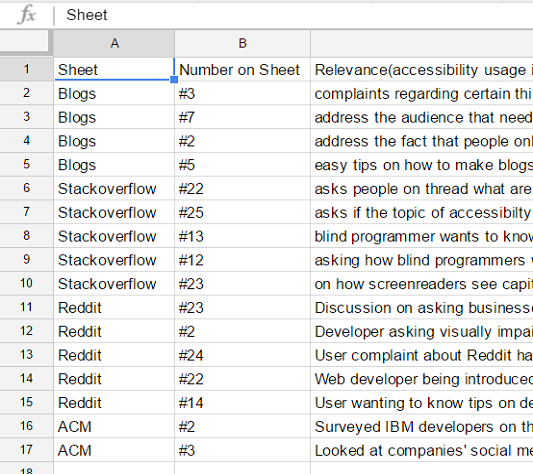 fx Sheet
A B
1 Sheet Number on Sheet Relevance(accessibility usage
2 Blogs #3 complaints regarding certain thi
3 Blogs #7 address the audience that need
4 Blogs #2 address the fact that people onl
5 Blogs #5 easy tips on how to make blogs
6 Stackoverflow #22 asks people on thread what are
7 Stackoverflow #25 asks if the topic of accessibilty
8 Stackoverflow #13 blind programmer wants to know
9 Stackoverflow #12 asking how blind programmers
10 Stackoverflow #23 on how screenreaders see capi
11 Reddit #23 Discussion on asking businesse
12 Reddit #2 Developer asking visually impai
13 Reddit #24 User complaint about Reddit ha
14 Reddit #22 Web developer being introduced
15 Reddit #14 User wanting to know tips on de
16 ACM #2 Surveyed IBM developers on th
17 ACM #3 Looked at companies' social me
18